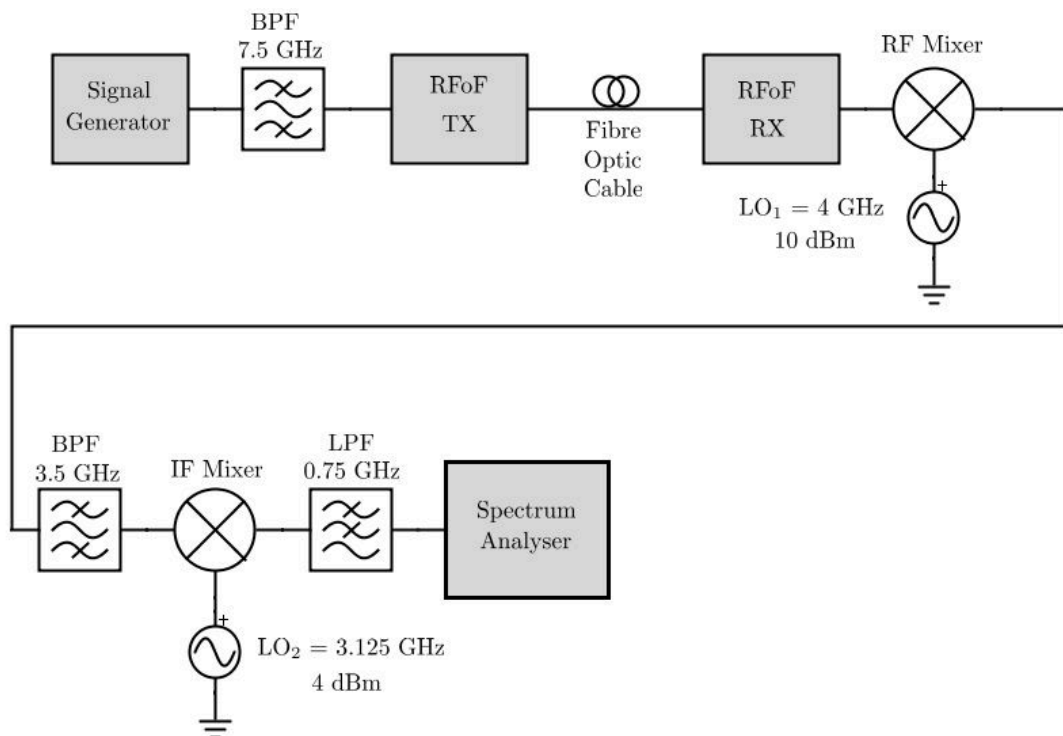 BPF
7.5 GHz
Signal
Generator
RFoF
TX
Fibre
Optic
Cable
RFoF
RX
RF Mixer
LO₁ = 4 GHz
10 dBm
BPF
3.5 GHz
IF Mixer
LPF
0.75 GHz
Spectrum
Analyser
LO₂ = 3.125 GHz
4 dBm